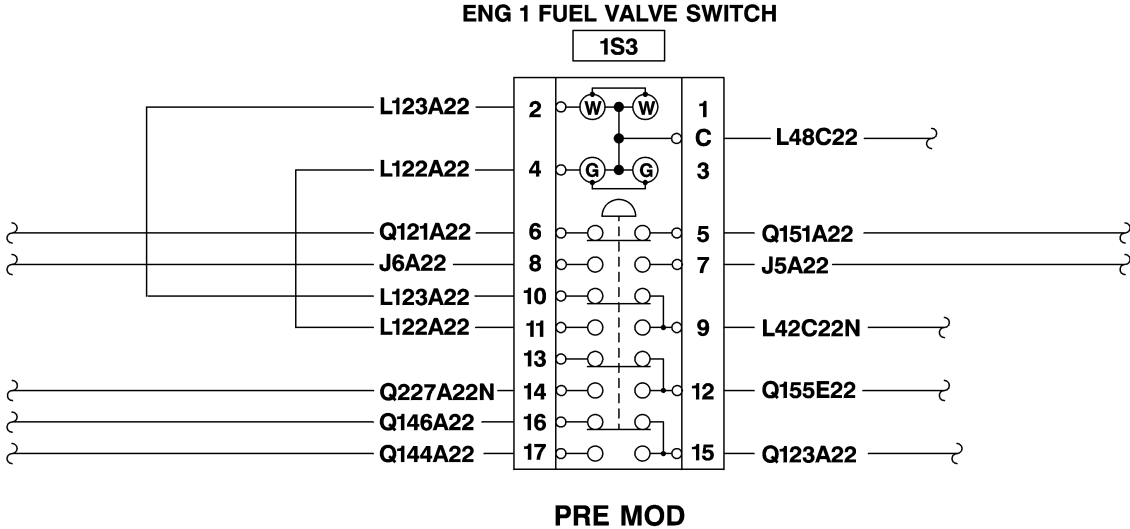 ENG 1 FUEL VALVE SWITCH
1S3
L123A22 2 W W 1
C L48C22
L122A22 4 G G 3
Q121A22 6 5 Q151A22
J6A22 8 7 J5A22
L123A22 10
L122A22 11 9 L42C22N
13
Q227A22N 14 12 Q155E22
Q146A22 16
Q144A22 17 15 Q123A22
PRE MOD